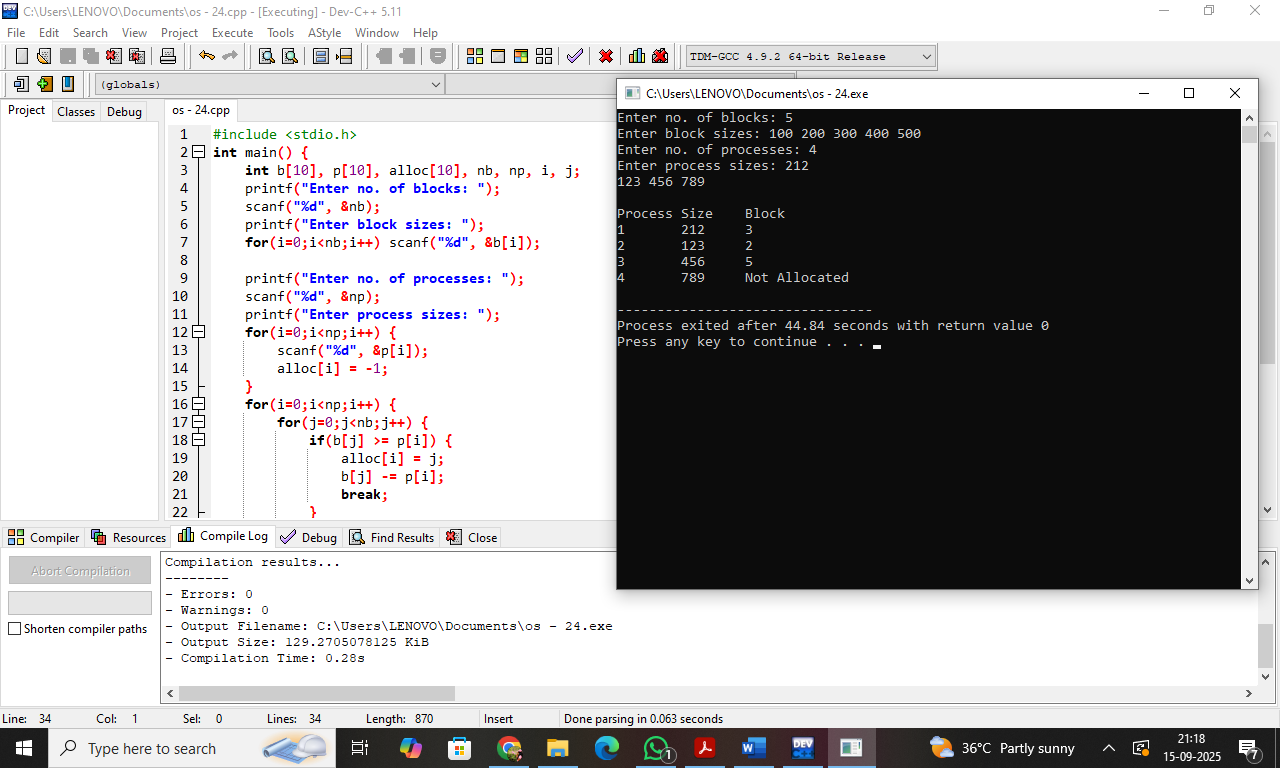 C:\Users\LENOVO\Documents\os - 24.cpp - [Executing] - Dev-C++ 5.11
File Edit Search View Project Execute Tools AStyle Window Help
TDM-GCC 4.9.2 64-bit Release
(globals)
Project Classes Debug
os - 24.cpp
1 #include <stdio.h>
2 int main() {
3 int b[10], p[10], alloc[10], nb, np, i, j;
4 printf("Enter no. of blocks: ");
5 scanf("%d", &nb);
6 printf("Enter block sizes: ");
7 for(i=0;i<nb;i++) scanf("%d", &b[i]);
8
9 printf("Enter no. of processes: ");
10 scanf("%d", &np);
11 printf("Enter process sizes: ");
12 for(i=0;i<np;i++) {
13 scanf("%d", &p[i]);
14 alloc[i] = -1;
15 }
16 for(i=0;i<np;i++) {
17 for(j=0;j<nb;j++) {
18 if(b[j] >= p[i]) {
19 alloc[i] = j;
20 b[j] -= p[i];
21 break;
22 }
C:\Users\LENOVO\Documents\os - 24.exe
Enter no. of blocks: 5
Enter block sizes: 100 200 300 400 500
Enter no. of processes: 4
Enter process sizes: 212
123 456 789
Process Size Block
1 212 3
2 123 2
3 456 5
4 789 Not Allocated
--------------------------------
Process exited after 44.84 seconds with return value 0
Press any key to continue . . .
Compiler Resources Compile Log Debug Find Results Close
Abort Compilation
Shorten compiler paths
Compilation results...
--------
- Errors: 0
- Warnings: 0
- Output Filename: C:\Users\LENOVO\Documents\os - 24.exe
- Output Size: 129.2705078125 KiB
- Compilation Time: 0.28s
Line: 34 Col: 1 Sel: 0 Lines: 34 Length: 870 Insert Done parsing in 0.063 seconds
Type here to search
1
DEV
36°C Partly sunny
21:18
15-09-2025
7